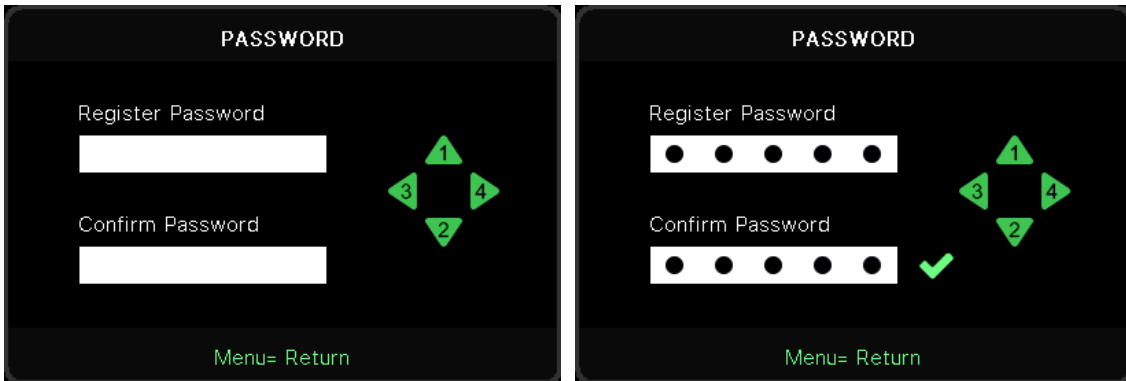 PASSWORD
Register Password
1
3 4
Confirm Password
2
Menu= Return
PASSWORD
Register Password
1
3 4
Confirm Password
2
Menu= Return